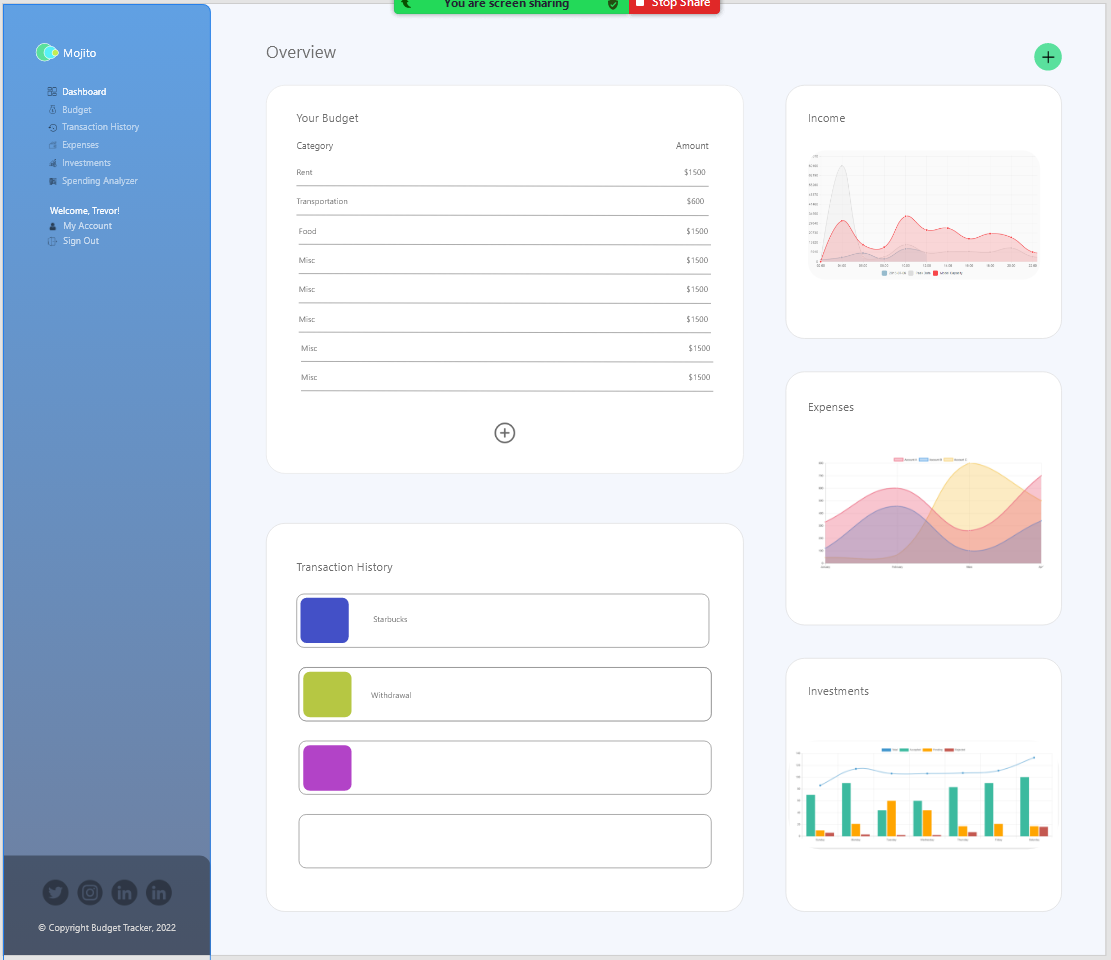 You are screen sharing
Stop Share
Mojito
Dashboard
Budget
Transaction History
Expenses
Investments
Spending Analyzer
Welcome, Trevor!
My Account
Sign Out
© Copyright Budget Tracker, 2022
Overview
Your Budget
Category Amount
Rent $1500
Transportation $600
Food $1500
Misc $1500
Misc $1500
Misc $1500
Misc $1500
Misc $1500
Transaction History
Starbucks
Withdrawal
Income
Expenses
Investments